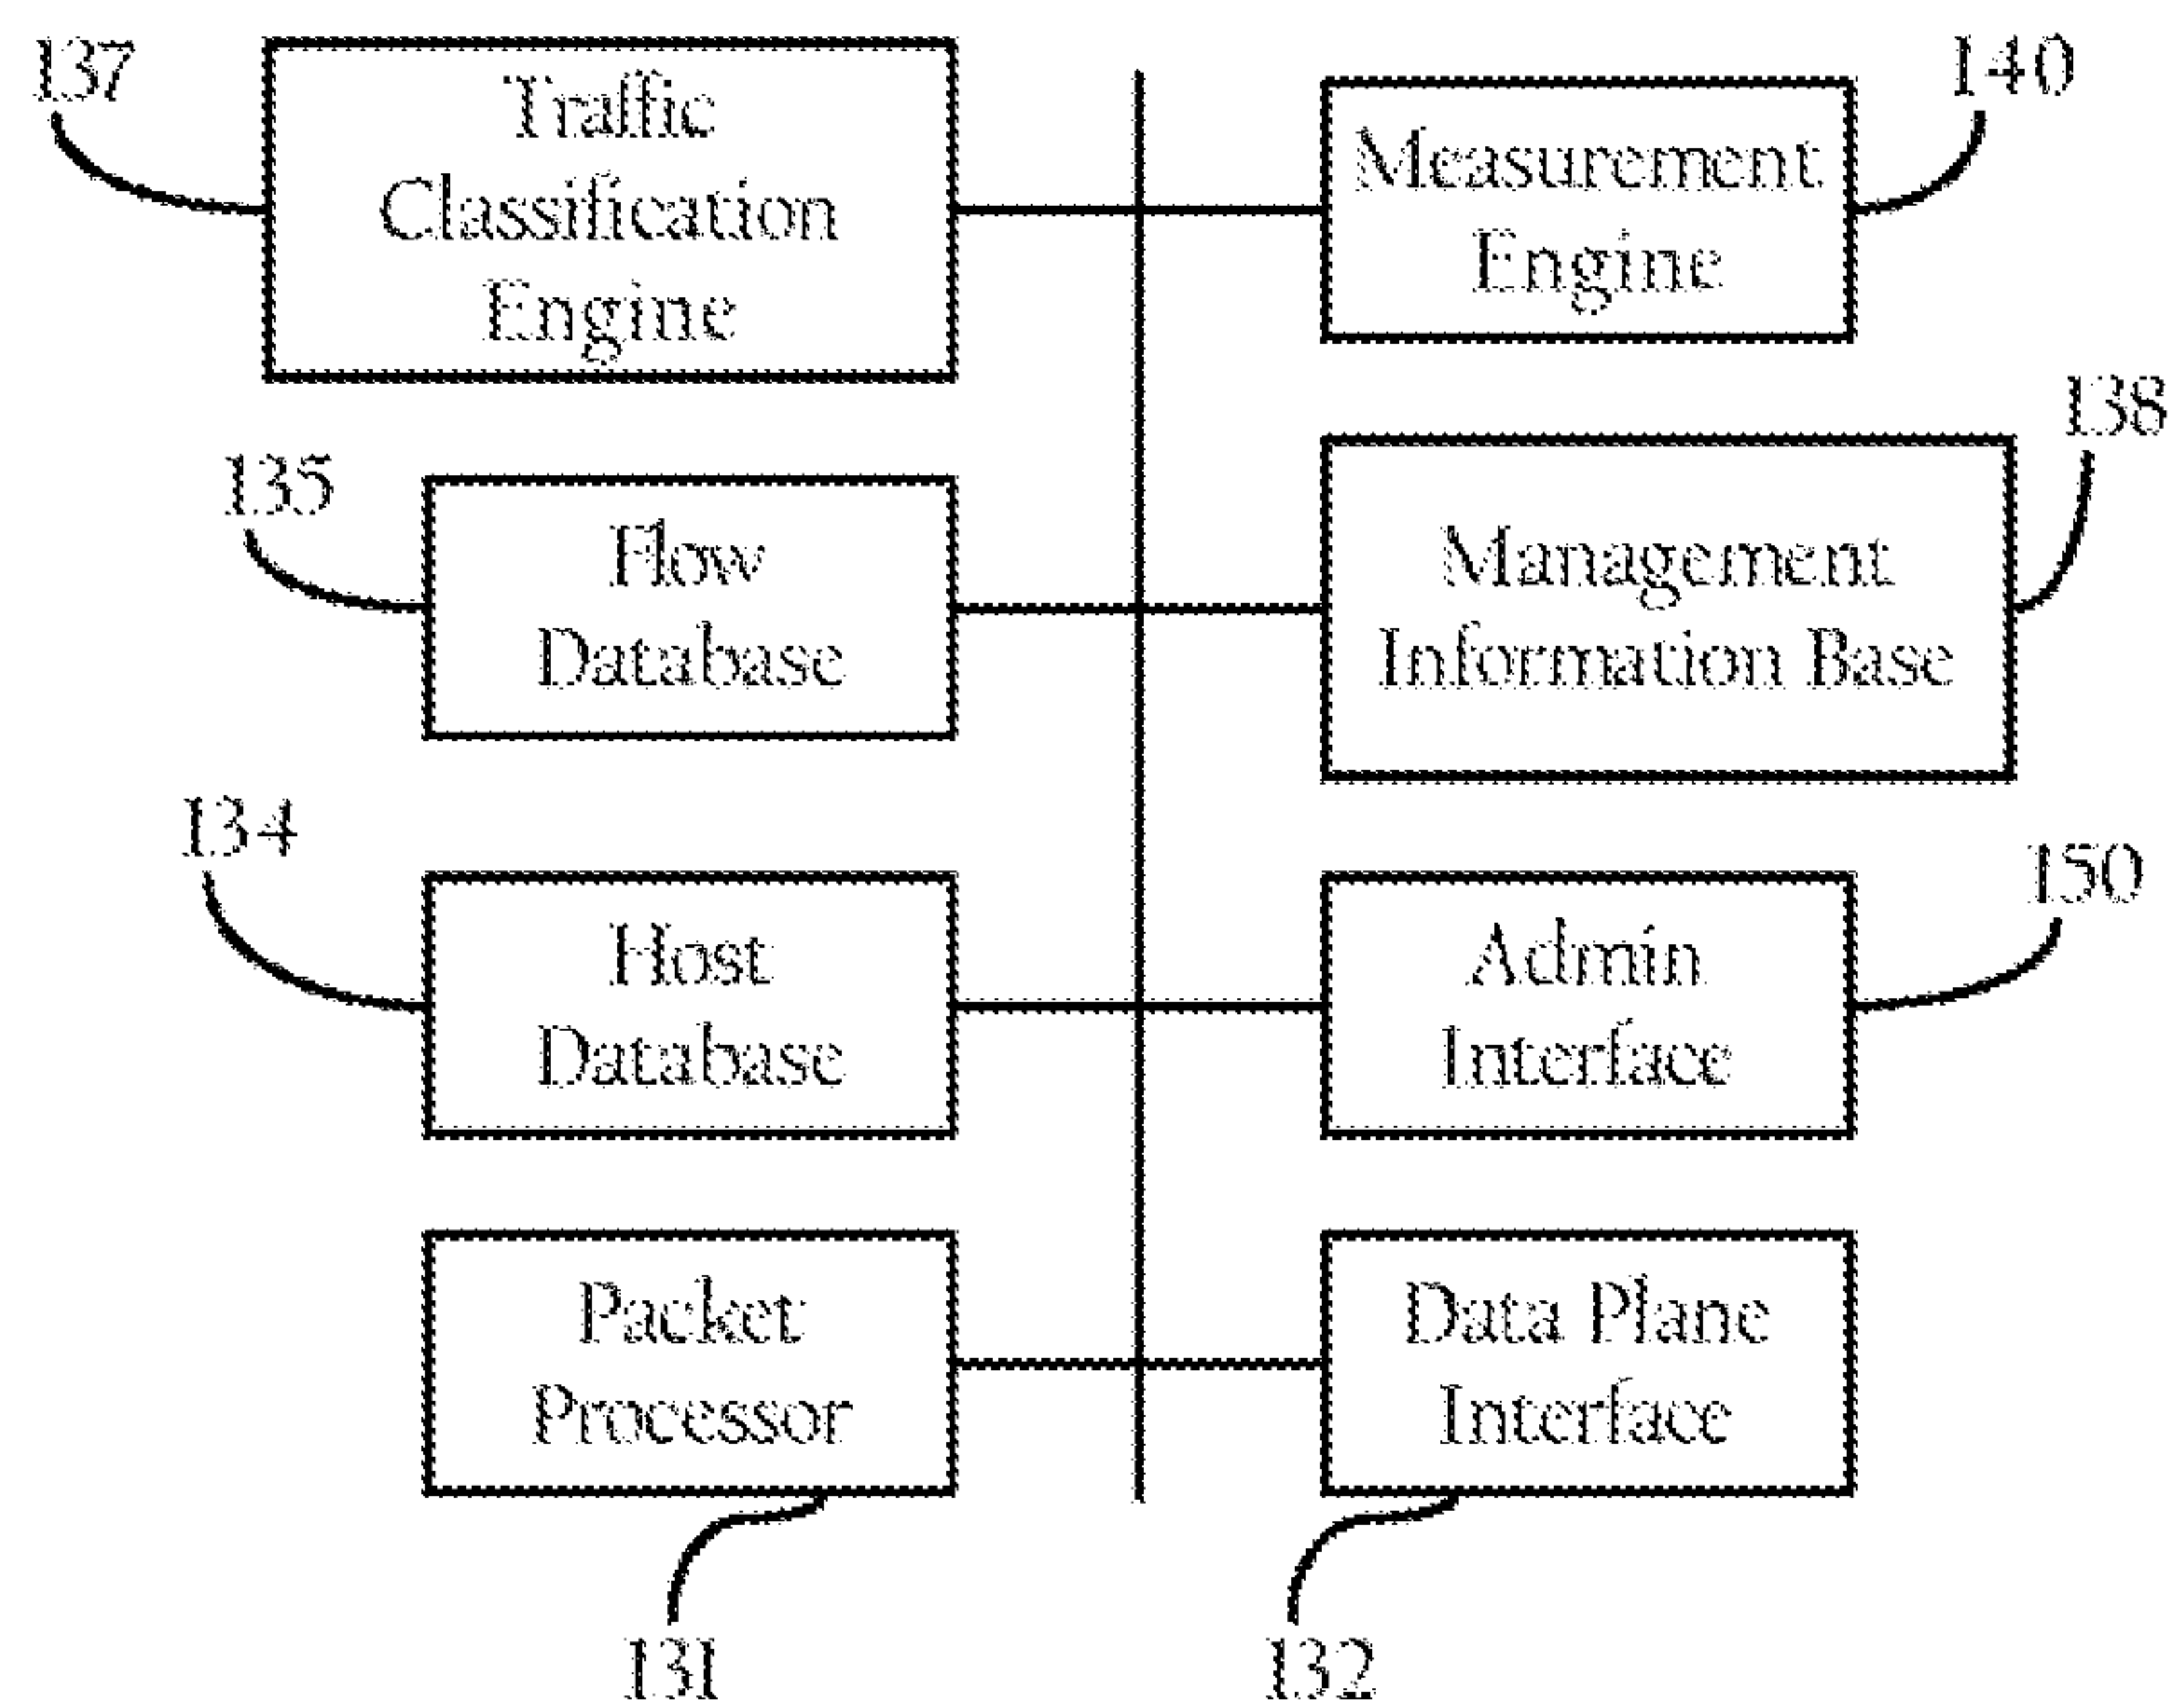 137
Traffic
Classification
Engine
140
Measurement
Engine
135
Flow
Database
138
Management
Information Base
134
Host
Database
150
Admin
Interface
Packet
Processor
131
Data Plane
Interface
132